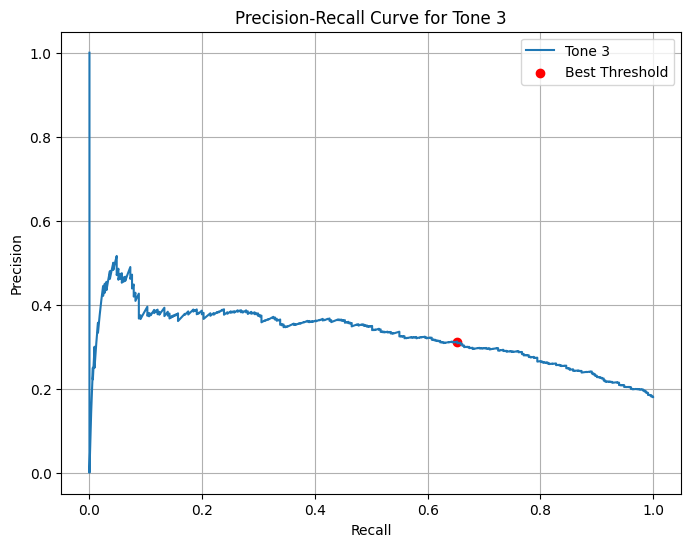 Precision-Recall Curve for Tone 3
Tone 3
Best Threshold
1.0
0.8
0.6
0.4
0.2
0.0
Precision
0.0 0.2 0.4 0.6 0.8 1.0
Recall